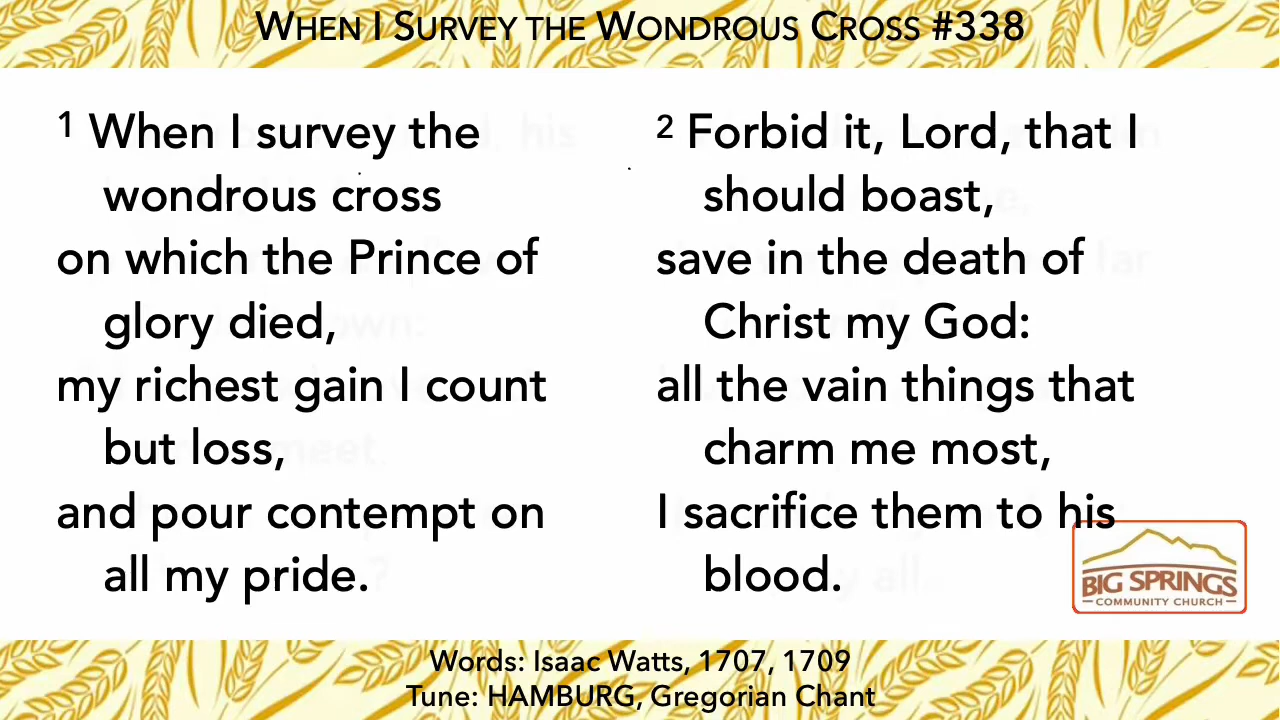 When I Survey the Wondrous Cross #338
1 When I survey the
wondrous cross
on which the Prince of
glory died,
my richest gain I count
but loss,
and pour contempt on
all my pride.
2 Forbid it, Lord, that I
should boast,
save in the death of
Christ my God:
all the vain things that
charm me most,
I sacrifice them to his
blood.
BIG SPRINGS
COMMUNITY CHURCH
Words: Isaac Watts, 1707, 1709
Tune: HAMBURG, Gregorian Chant